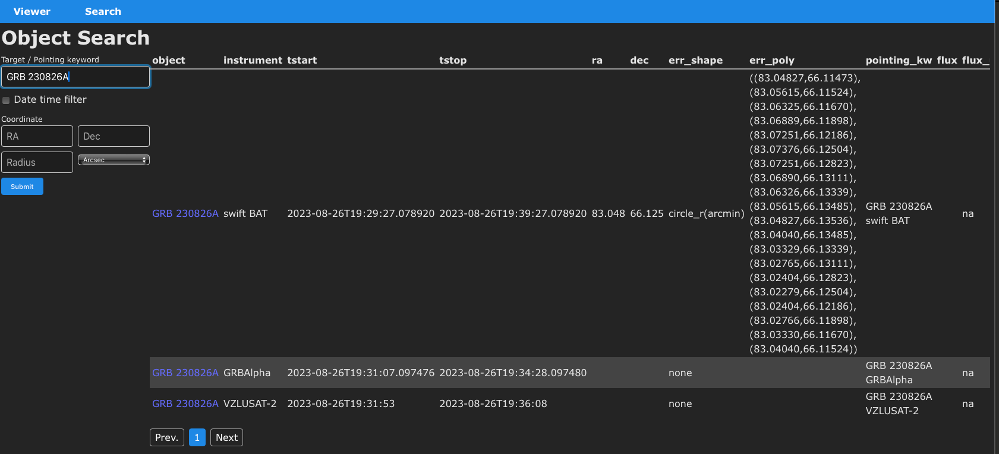 Viewer Search
Object Search
Target / Pointing keyword
GRB 230826A
Date time filter
Coordinate
RA Dec
Radius Arcsec
Submit
object instrument tstart tstop ra dec err_shape err_poly pointing_kw flux flux_
((83.04827,66.11473),
(83.05615,66.11524),
(83.06325,66.11670),
(83.06889,66.11898),
(83.07251,66.12186),
(83.07376,66.12504),
(83.07251,66.12823),
(83.06890,66.13111),
(83.06326,66.13339),
(83.05615,66.13485),
(83.04827,66.13536),
(83.04040,66.13485),
(83.03329,66.13339),
(83.02765,66.13111),
(83.02404,66.12823),
(83.02279,66.12504),
(83.02404,66.12186),
(83.02766,66.11898),
(83.03330,66.11670),
(83.04040,66.11524))
GRB 230826A swift BAT 2023-08-26T19:29:27.078920 2023-08-26T19:39:27.078920 83.048 66.125 circle_r(arcmin)
GRB 230826A
swift BAT
na
GRB 230826A GRBAlpha 2023-08-26T19:31:07.097476 2023-08-26T19:34:28.097480 none
GRB 230826A
GRBAlpha
na
GRB 230826A VZLUSAT-2 2023-08-26T19:31:53 2023-08-26T19:36:08 none
GRB 230826A
VZLUSAT-2
na
Prev. 1 Next